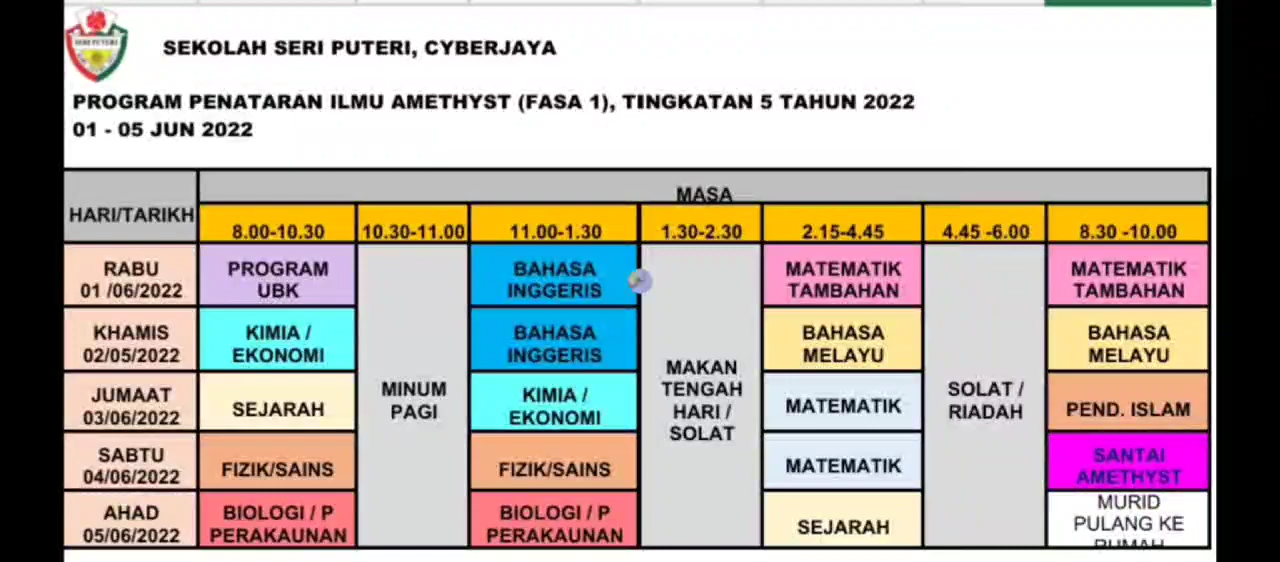 SERI PUTERI
SEKOLAH SERI PUTERI, CYBERJAYA
PROGRAM PENATARAN ILMU AMETHYST (FASA 1), TINGKATAN 5 TAHUN 2022
01 - 05 JUN 2022
MASA
HARI/TARIKH
8.00-10.30
10.30-11.00
11.00-1.30
1.30-2.30
2.15-4.45
4.45 -6.00
8.30 -10.00
RABU
01 /06/2022
PROGRAM
UBK
BAHASA
INGGERIS
MATEMATIK
TAMBAHAN
MATEMATIK
TAMBAHAN
KHAMIS
02/05/2022
KIMIA /
EKONOMI
BAHASA
INGGERIS
BAHASA
MELAYU
BAHASA
MELAYU
MINUM
PAGI
MAKAN
TENGAH
HARI /
SOLAT
SOLAT /
RIADAH
JUMAAT
03/06/2022
SEJARAH
KIMIA /
EKONOMI
MATEMATIK
PEND. ISLAM
SABTU
04/06/2022
FIZIK/SAINS
FIZIK/SAINS
MATEMATIK
SANTAI
AMETHYST
AHAD
05/06/2022
BIOLOGI / P
PERAKAUNAN
BIOLOGI / P
PERAKAUNAN
SEJARAH
MURID
PULANG KE
RUMAH